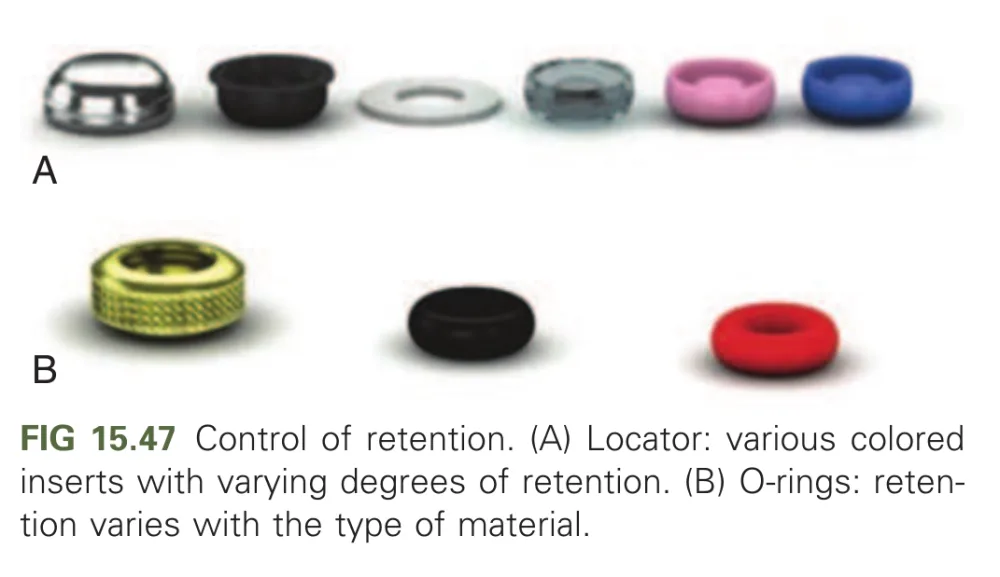 A
B
FIG 15.47 Control of retention. (A) Locator: various colored
inserts with varying degrees of retention. (B) O-rings: reten-
tion varies with the type of material.